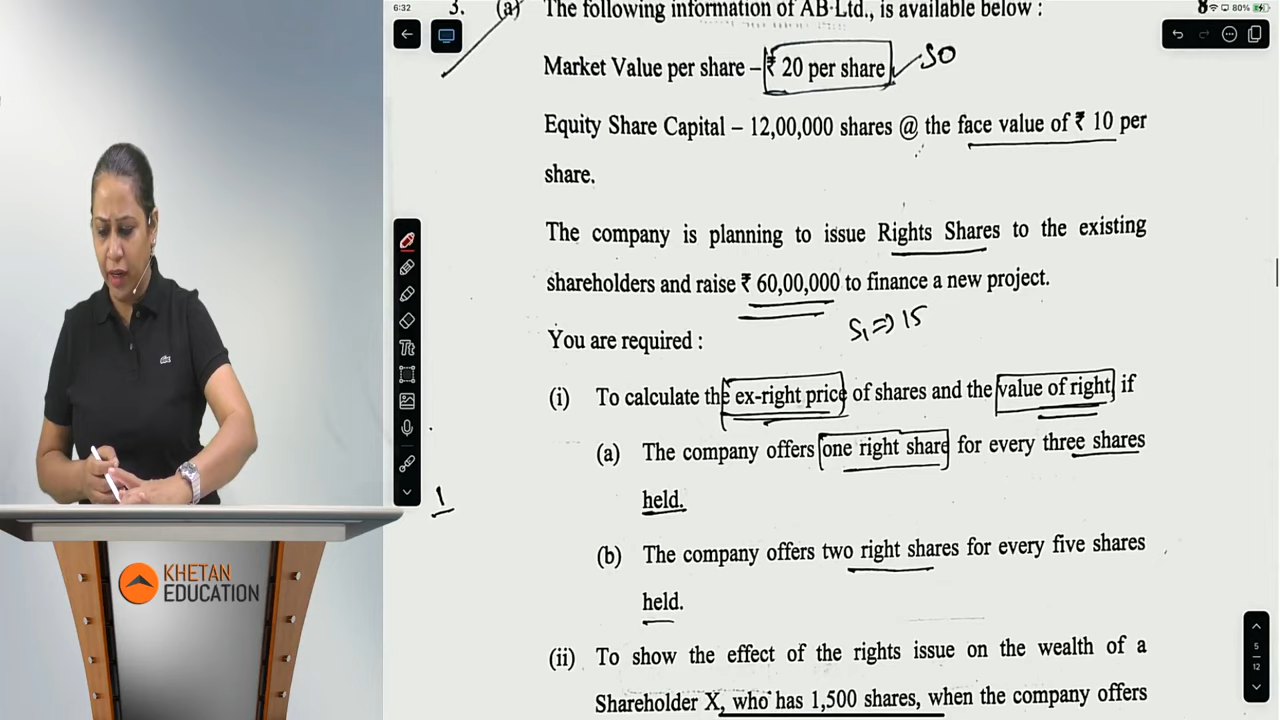 6:32
80%
3. (a) The following information of AB Ltd., is available below :
Market Value per share – ₹ 20 per share S0
Equity Share Capital – 12,00,000 shares @ the face value of ₹ 10 per
share.
The company is planning to issue Rights Shares to the existing
shareholders and raise ₹ 60,00,000 to finance a new project.
S1 ⇒ 15
You are required :
(i) To calculate the ex-right price of shares and the value of right, if
(a) The company offers one right share for every three shares
held.
1
(b) The company offers two right shares for every five shares
held.
(ii) To show the effect of the rights issue on the wealth of a
Shareholder X, who has 1,500 shares, when the company offers
KHETAN
EDUCATION
Tt
5
12